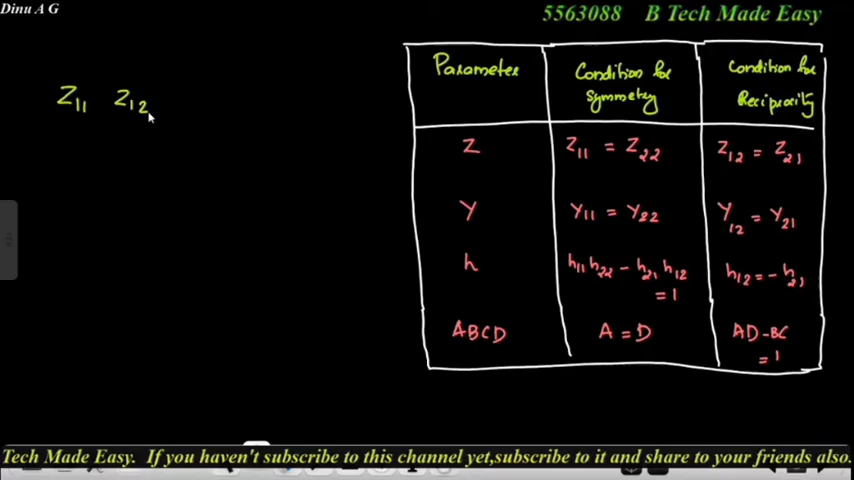 Dinu A G
5563088 B Tech Made Easy
Z11 Z12
Parameter Condition for Symmetry Condition for Reciprocity
Z Z11 = Z22 Z12 = Z21
Y Y11 = Y22 Y12 = Y21
h h11 h22 - h21 h12 = 1 h12 = - h21
ABCD A = D AD - BC = 1
Tech Made Easy. If you haven't subscribe to this channel yet,subscribe to it and share to your friends also.